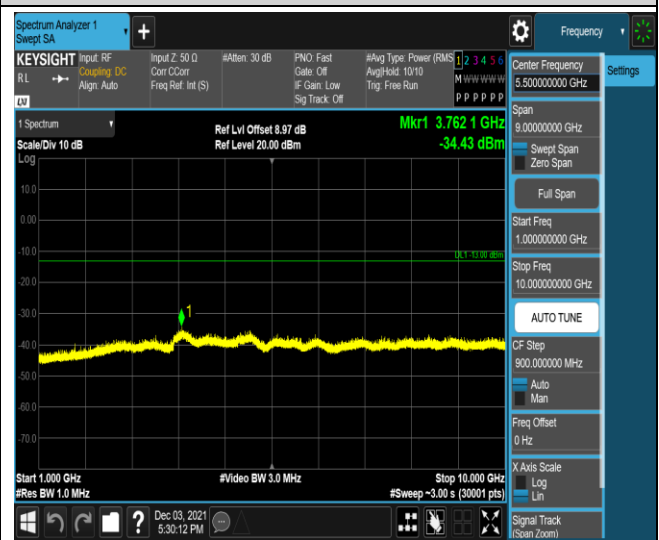 Spectrum Analyzer 1
Swept SA
Frequency
KEYSIGHT Input: RF Input Z: 50 Ω #Atten: 30 dB PNO: Fast #Avg Type: Power (RMS 1 2 3 4 5 6
RL Coupling: DC Corr CCorr Gate: Off Avg|Hold: 10/10 M W W W W W
Align: Auto Freq Ref: Int (S) IF Gain: Low Trig: Free Run
Sig Track: Off P P P P P P
LXI
1 Spectrum
Ref Lvl Offset 8.97 dB Mkr1 3.762 1 GHz
Scale/Div 10 dB Ref Level 20.00 dBm -34.43 dBm
Log
10.0
0.00
-10.0
DL1 -13.00 dBm
-20.0
-30.0
1
-40.0
-50.0
-60.0
-70.0
Start 1.000 GHz #Video BW 3.0 MHz Stop 10.000 GHz
#Res BW 1.0 MHz #Sweep ~3.00 s (30001 pts)
Dec 03, 2021
5:30:12 PM
Center Frequency
5.500000000 GHz
Settings
Span
9.00000000 GHz
Swept Span
Zero Span
Full Span
Start Freq
1.000000000 GHz
Stop Freq
10.000000000 GHz
AUTO TUNE
CF Step
900.000000 MHz
Auto
Man
Freq Offset
0 Hz
X Axis Scale
Log
Lin
Signal Track
(Span Zoom)